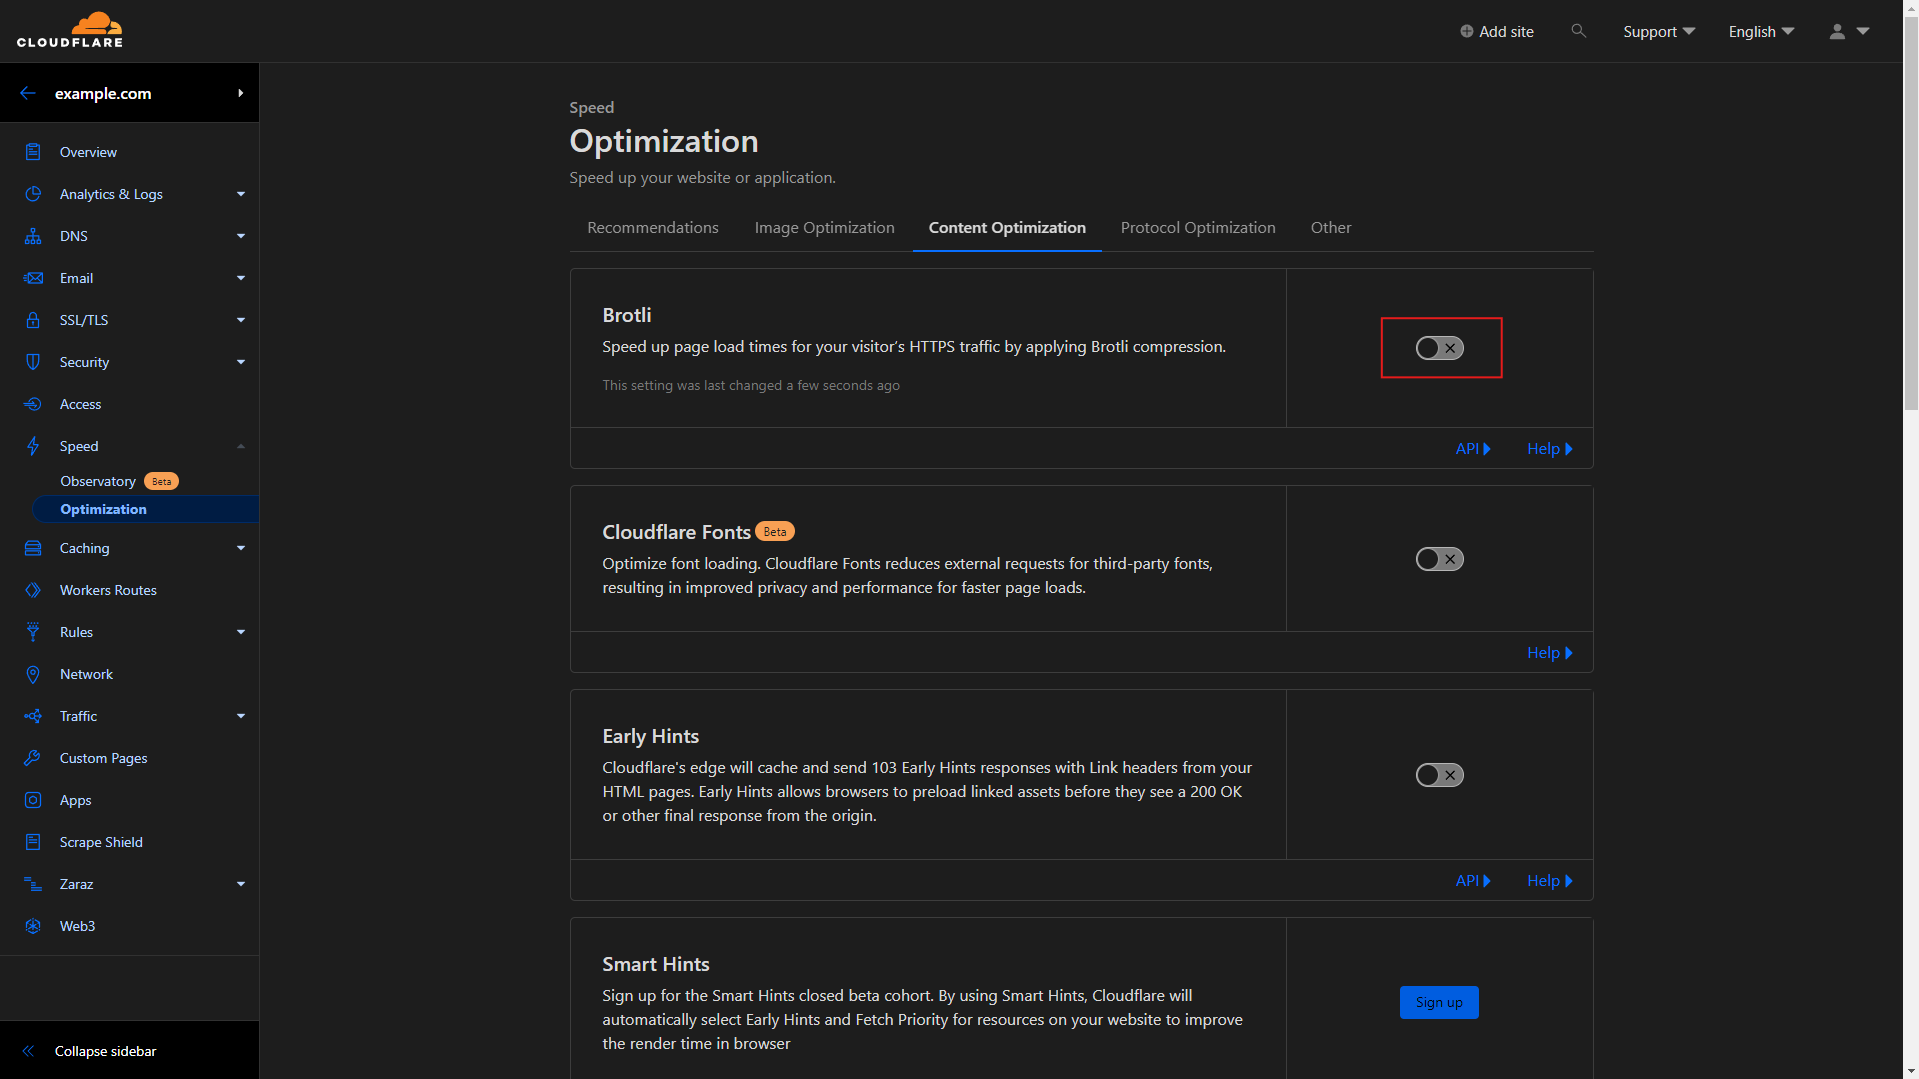 CLOUDFLARE
Add site
Support
English
example.com
Overview
Analytics & Logs
DNS
Email
SSL/TLS
Security
Access
Speed
Observatory Beta
Optimization
Caching
Workers Routes
Rules
Network
Traffic
Custom Pages
Apps
Scrape Shield
Zaraz
Web3
Collapse sidebar
Speed
Optimization
Speed up your website or application.
Recommendations Image Optimization Content Optimization Protocol Optimization Other
Brotli
Speed up page load times for your visitor’s HTTPS traffic by applying Brotli compression.
This setting was last changed a few seconds ago
API Help
Cloudflare Fonts Beta
Optimize font loading. Cloudflare Fonts reduces external requests for third-party fonts,
resulting in improved privacy and performance for faster page loads.
Help
Early Hints
Cloudflare's edge will cache and send 103 Early Hints responses with Link headers from your
HTML pages. Early Hints allows browsers to preload linked assets before they see a 200 OK
or other final response from the origin.
API Help
Smart Hints
Sign up for the Smart Hints closed beta cohort. By using Smart Hints, Cloudflare will
automatically select Early Hints and Fetch Priority for resources on your website to improve
the render time in browser
Sign up